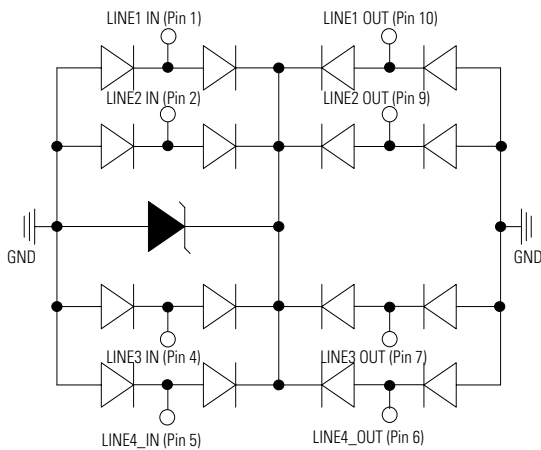 LINE1 IN (Pin 1)
LINE1 OUT (Pin 10)
LINE2 IN (Pin 2)
LINE2 OUT (Pin 9)
GND
GND
LINE3 IN (Pin 4)
LINE3 OUT (Pin 7)
LINE4_IN (Pin 5)
LINE4_OUT (Pin 6)